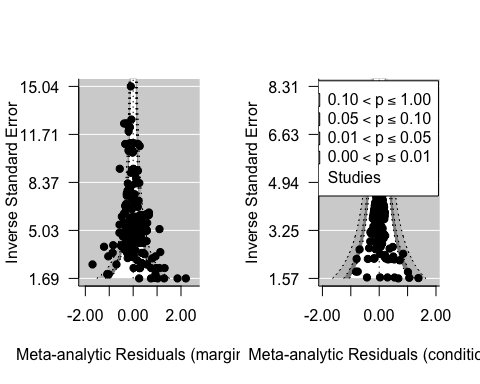 Inverse Standard Error
15.04
11.71
8.37
5.03
1.69
-2.00
0.00
2.00
Meta-analytic Residuals (margin
Inverse Standard Error
8.31
6.63
4.94
3.25
1.57
0.10 < p ≤ 1.00
0.05 < p ≤ 0.10
0.01 < p ≤ 0.05
0.00 < p ≤ 0.01
Studies
-2.00
0.00
2.00
Meta-analytic Residuals (conditic